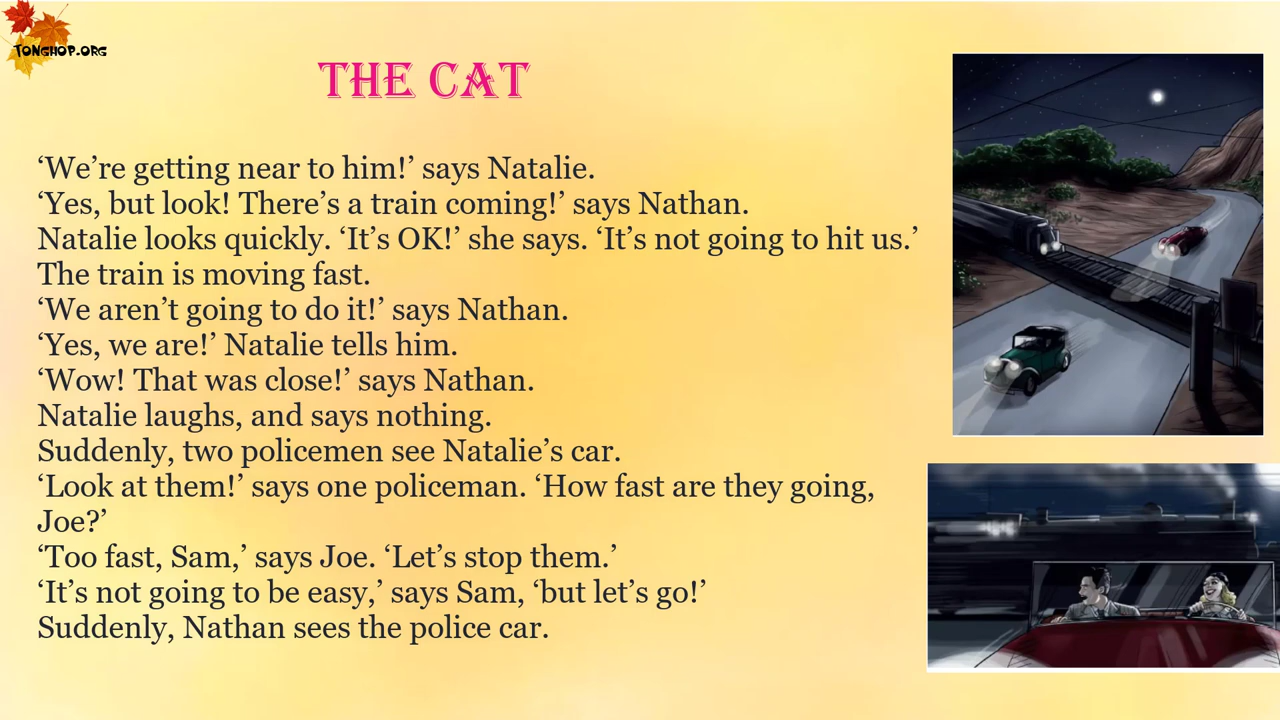 TONGHOP.ORG
THE CAT
‘We’re getting near to him!’ says Natalie.
‘Yes, but look! There’s a train coming!’ says Nathan.
Natalie looks quickly. ‘It’s OK!’ she says. ‘It’s not going to hit us.’
The train is moving fast.
‘We aren’t going to do it!’ says Nathan.
‘Yes, we are!’ Natalie tells him.
‘Wow! That was close!’ says Nathan.
Natalie laughs, and says nothing.
Suddenly, two policemen see Natalie’s car.
‘Look at them!’ says one policeman. ‘How fast are they going,
Joe?’
‘Too fast, Sam,’ says Joe. ‘Let’s stop them.’
‘It’s not going to be easy,’ says Sam, ‘but let’s go!’
Suddenly, Nathan sees the police car.